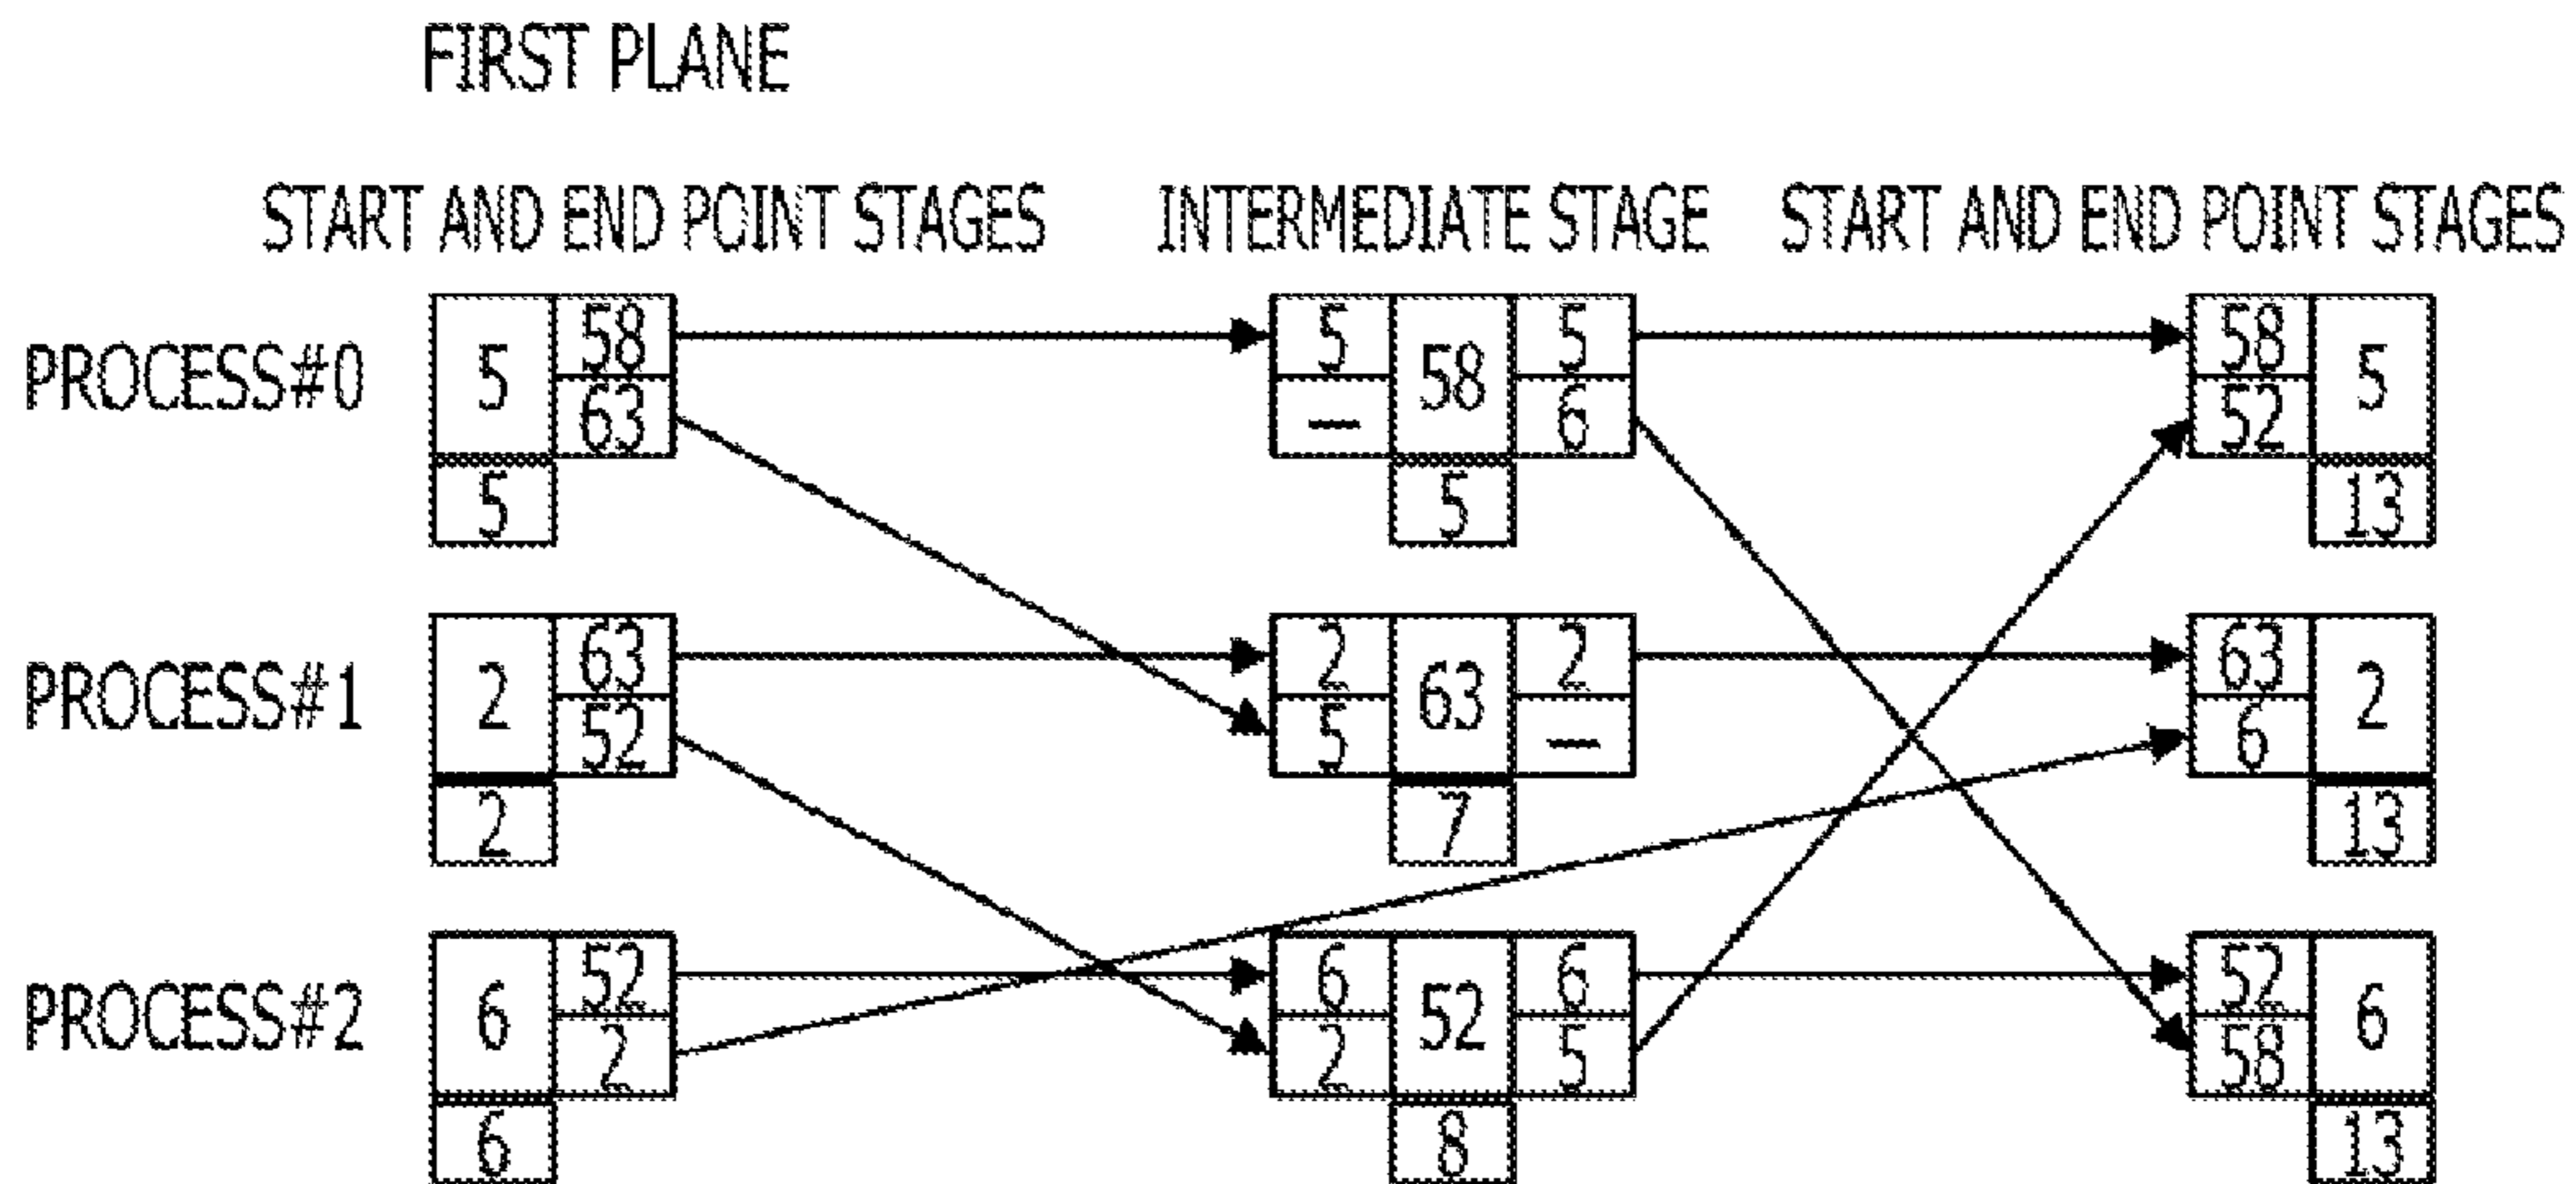 FIRST PLANE
START AND END POINT STAGES INTERMEDIATE STAGE START AND END POINT STAGES
58 5 5 58
PROCESS#0 5 58 5
63 — 6 52
5 5 13
63 2 2 63
PROCESS#1 2 63 2
52 5 — 6
2 7 13
52 6 6 52
PROCESS#2 6 52 6
2 2 5 58
6 8 13